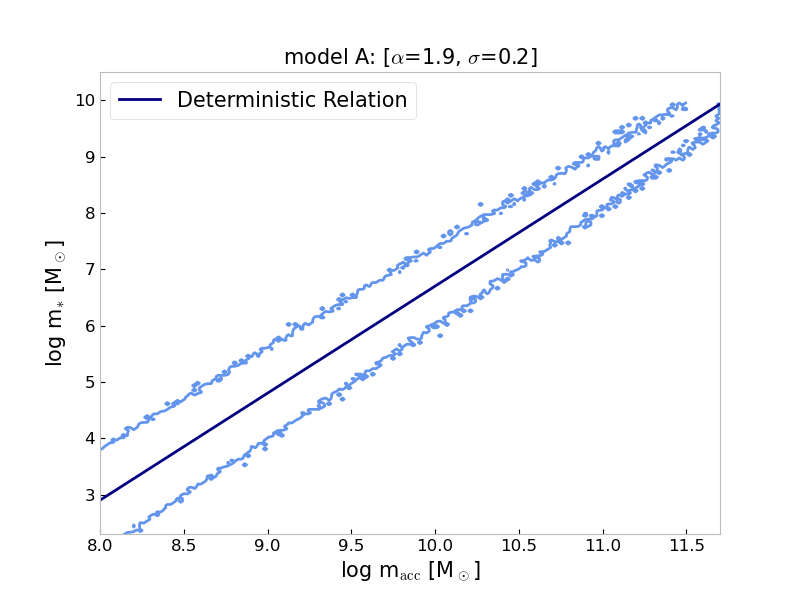 model A: [α=1.9, σ=0.2]
Deterministic Relation
log m* [M⊙]
10
9
8
7
6
5
4
3
8.0 8.5 9.0 9.5 10.0 10.5 11.0 11.5
log macc [M⊙]